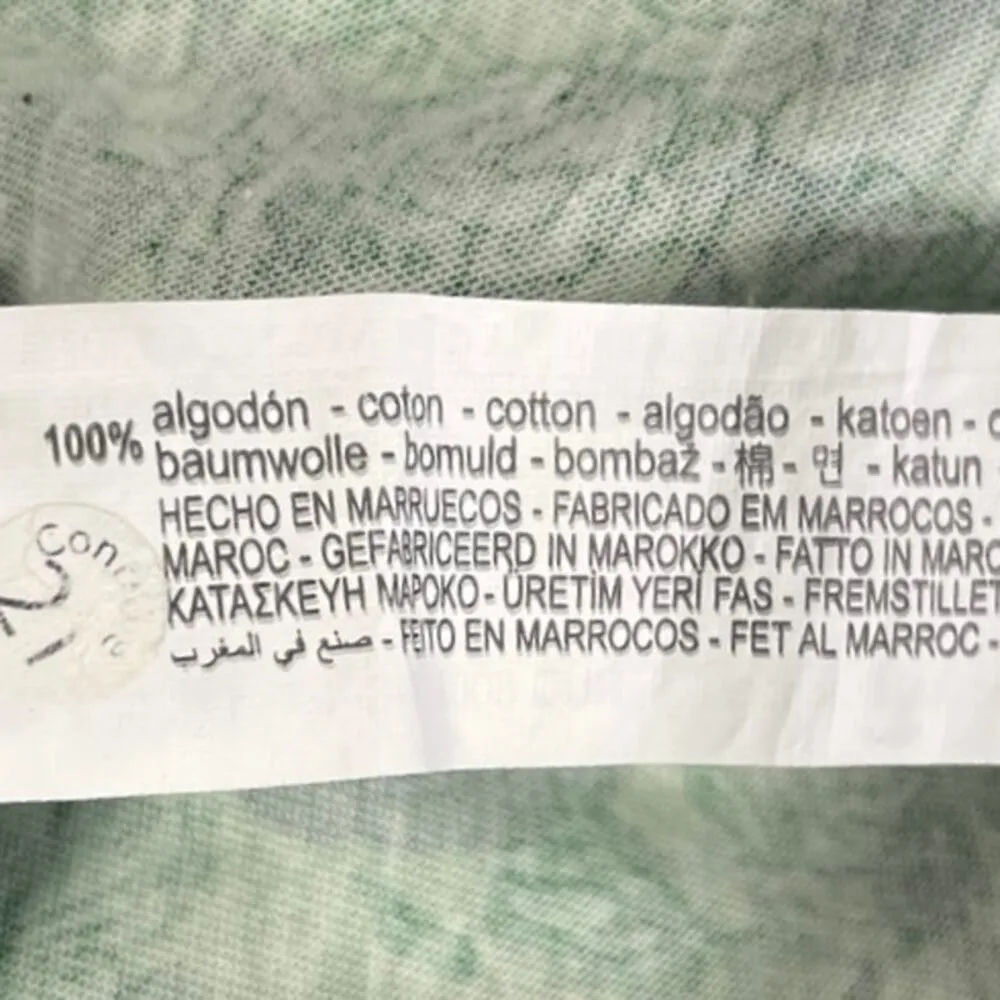 100% algodón - coton - cotton - algodão - katoen -
baumwolle - bomuld - bombaž - 棉 - 면 - katun
HECHO EN MARRUECOS - FABRICADO EM MARROCOS -
MAROC - GEFABRICEERD IN MAROKKO - FATTO IN MAROC
ΚΑΤΑΣΚΕΥΗ ΜΑΡΟΚΟ - ÜRETİM YERİ FAS - FREMSTILLET
صنع في المغرب - FEITO EN MARROCOS - FET AL MARROC -